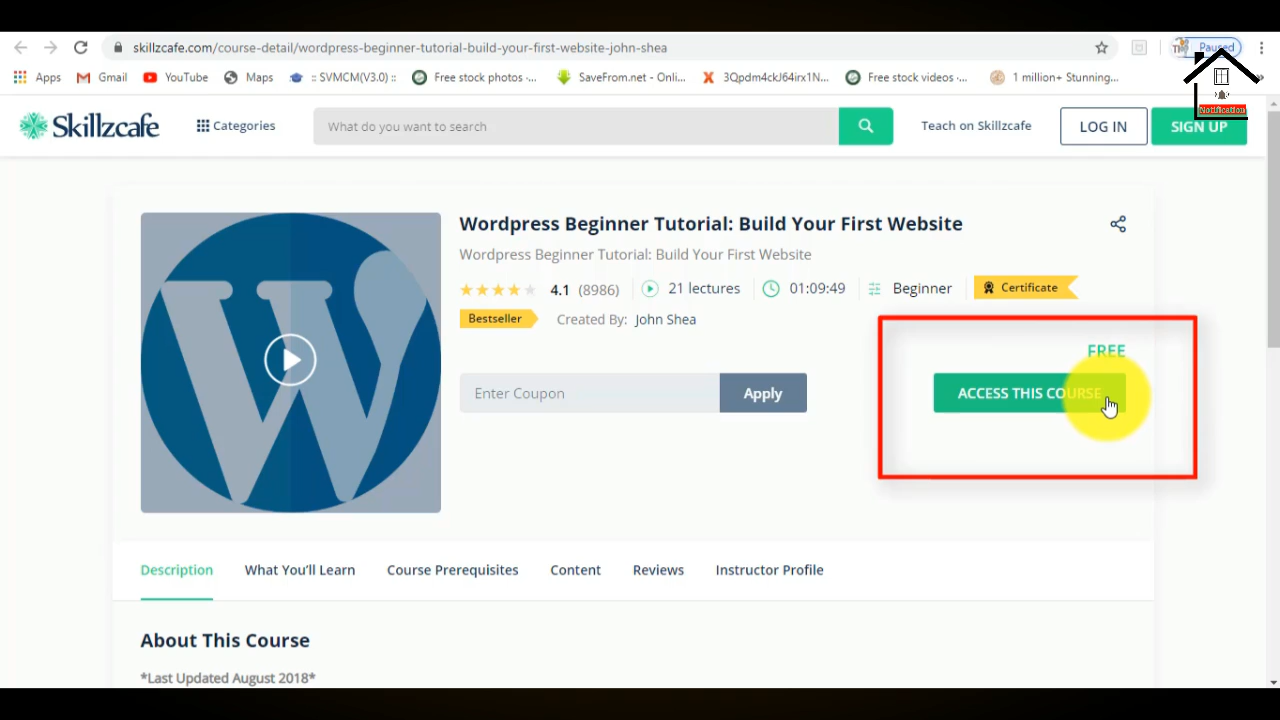 skillzcafe.com/course-detail/wordpress-beginner-tutorial-build-your-first-website-john-shea
Paused
Apps Gmail YouTube Maps :: SVMCM(V3.0) :: Free stock photos -... SaveFrom.net - Onli... 3Qpdm4ckJ64irx1N... Free stock videos -... 1 million+ Stunning...
Notification
Skillzcafe Categories What do you want to search Teach on Skillzcafe LOG IN SIGN UP
Wordpress Beginner Tutorial: Build Your First Website
Wordpress Beginner Tutorial: Build Your First Website
4.1 (8986) 21 lectures 01:09:49 Beginner Certificate
Bestseller Created By: John Shea
FREE
Enter Coupon Apply ACCESS THIS COURSE
Description What You'll Learn Course Prerequisites Content Reviews Instructor Profile
About This Course
*Last Updated August 2018*